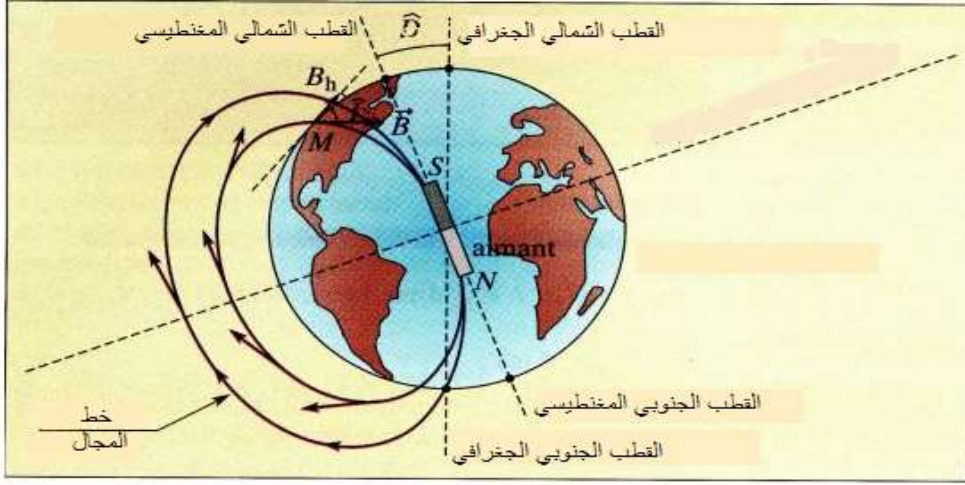 القطب الشمالي المغنطيسي
D̂
القطب الشمالي الجغرافي
Bh
B⃗
M
S
aimant
N
القطب الجنوبي المغنطيسي
القطب الجنوبي الجغرافي
خط
المجال